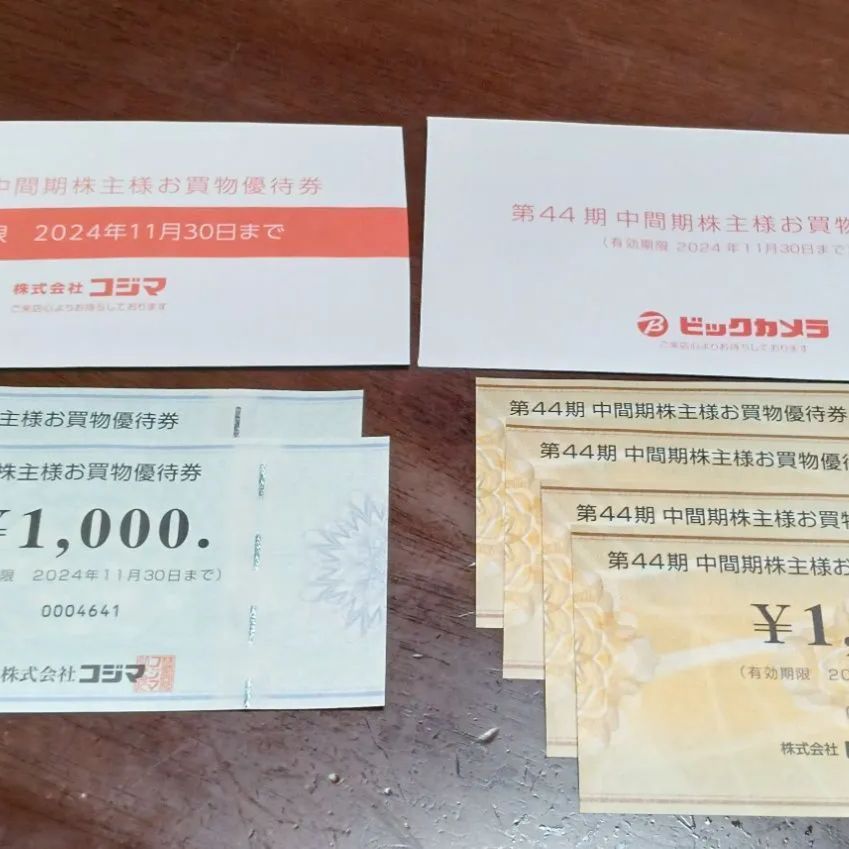 中間期株主様お買物優待券
限 2024年11月30日まで
株式会社 コジマ
ご来店心よりお待ちしております
第44期 中間期株主様お買物
(有効期限 2024年11月30日まで
ビックカメラ
ご来店心よりお待ちしております
主様お買物優待券
株主様お買物優待券
¥1,000.
限 2024年11月30日まで)
0004641
株式会社コジマ
第44期 中間期株主様お買物優待券
第44期 中間期株主様お買物優待
第44期 中間期株主様お買物
第44期 中間期株主様お
¥1,
(有効期限 20
株式会社